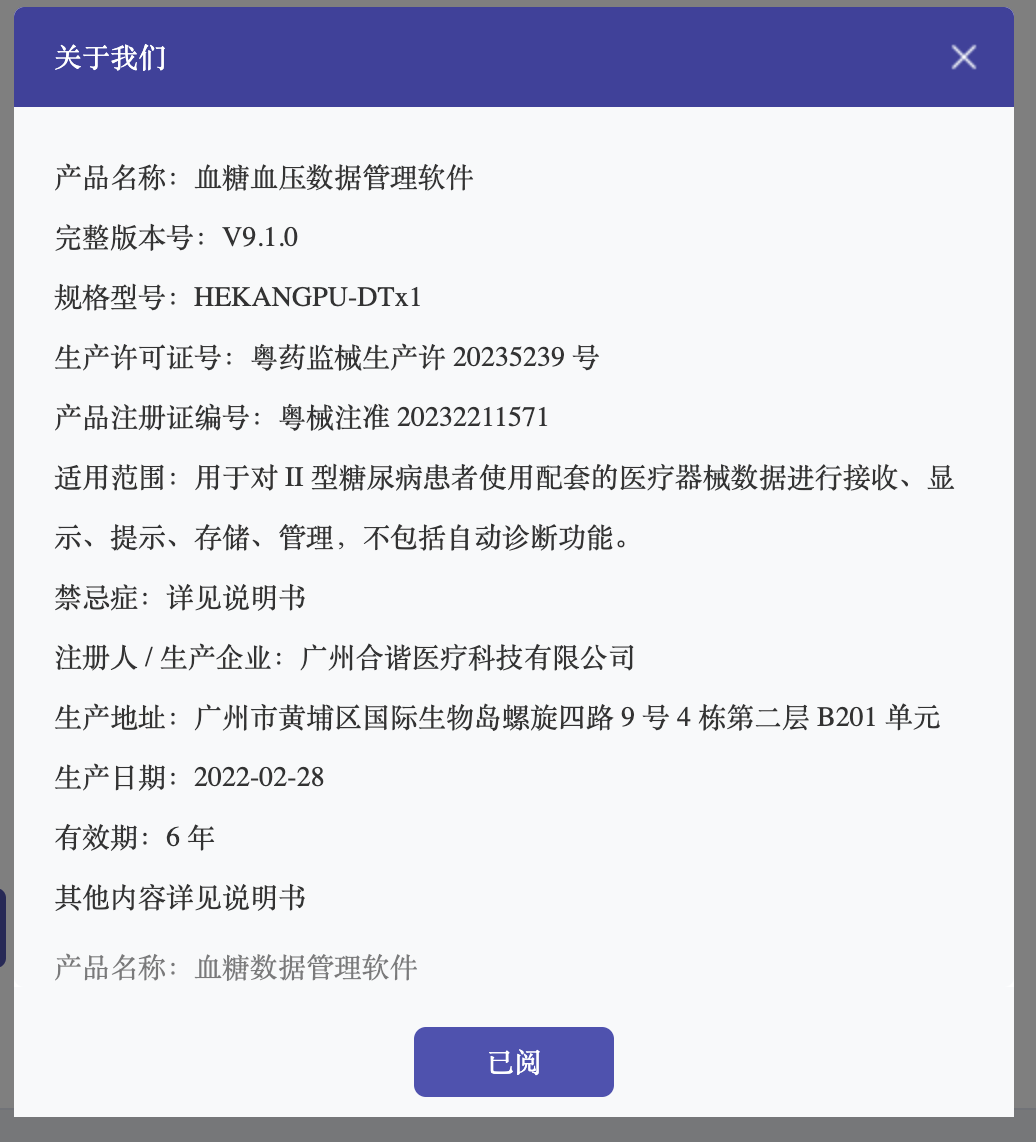 关于我们
产品名称：血糖血压数据管理软件
完整版本号：V9.1.0
规格型号：HEKANGPU-DTx1
生产许可证号：粤药监械生产许 20235239 号
产品注册证编号：粤械注准 20232211571
适用范围：用于对 II 型糖尿病患者使用配套的医疗器械数据进行接收、显
示、提示、存储、管理，不包括自动诊断功能。
禁忌症：详见说明书
注册人 / 生产企业：广州合谐医疗科技有限公司
生产地址：广州市黄埔区国际生物岛螺旋四路 9 号 4 栋第二层 B201 单元
生产日期：2022-02-28
有效期：6 年
其他内容详见说明书
产品名称：血糖数据管理软件
已阅